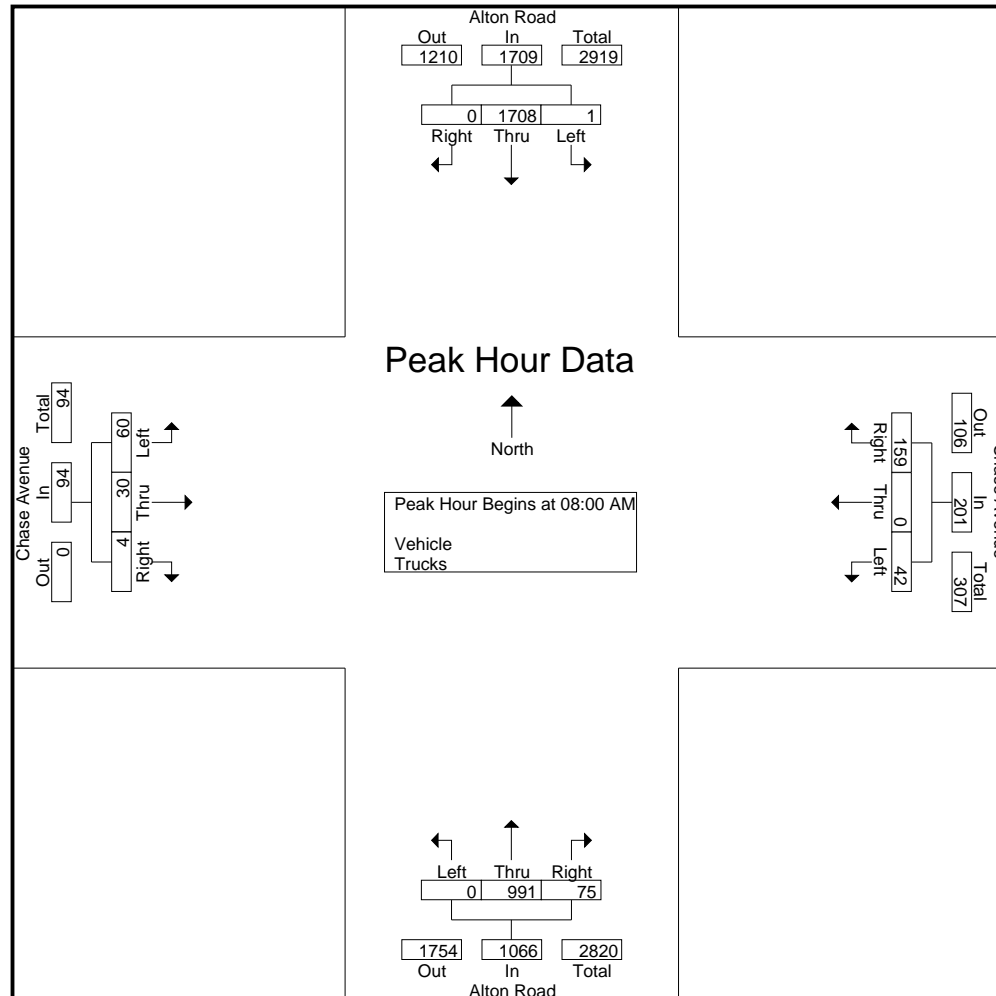 Alton Road
Out In Total
1210 1709 2919
0 1708 1
Right Thru Left
Peak Hour Data
North
Peak Hour Begins at 08:00 AM
Vehicle
Trucks
Chase Avenue
Total In Out
94 94 0
60 30 4
Left Thru Right
Right Thru Left
159 0 42
106 201 307
Out In Total
Chase Avenue
Left Thru Right
0 991 75
1754 1066 2820
Out In Total
Alton Road